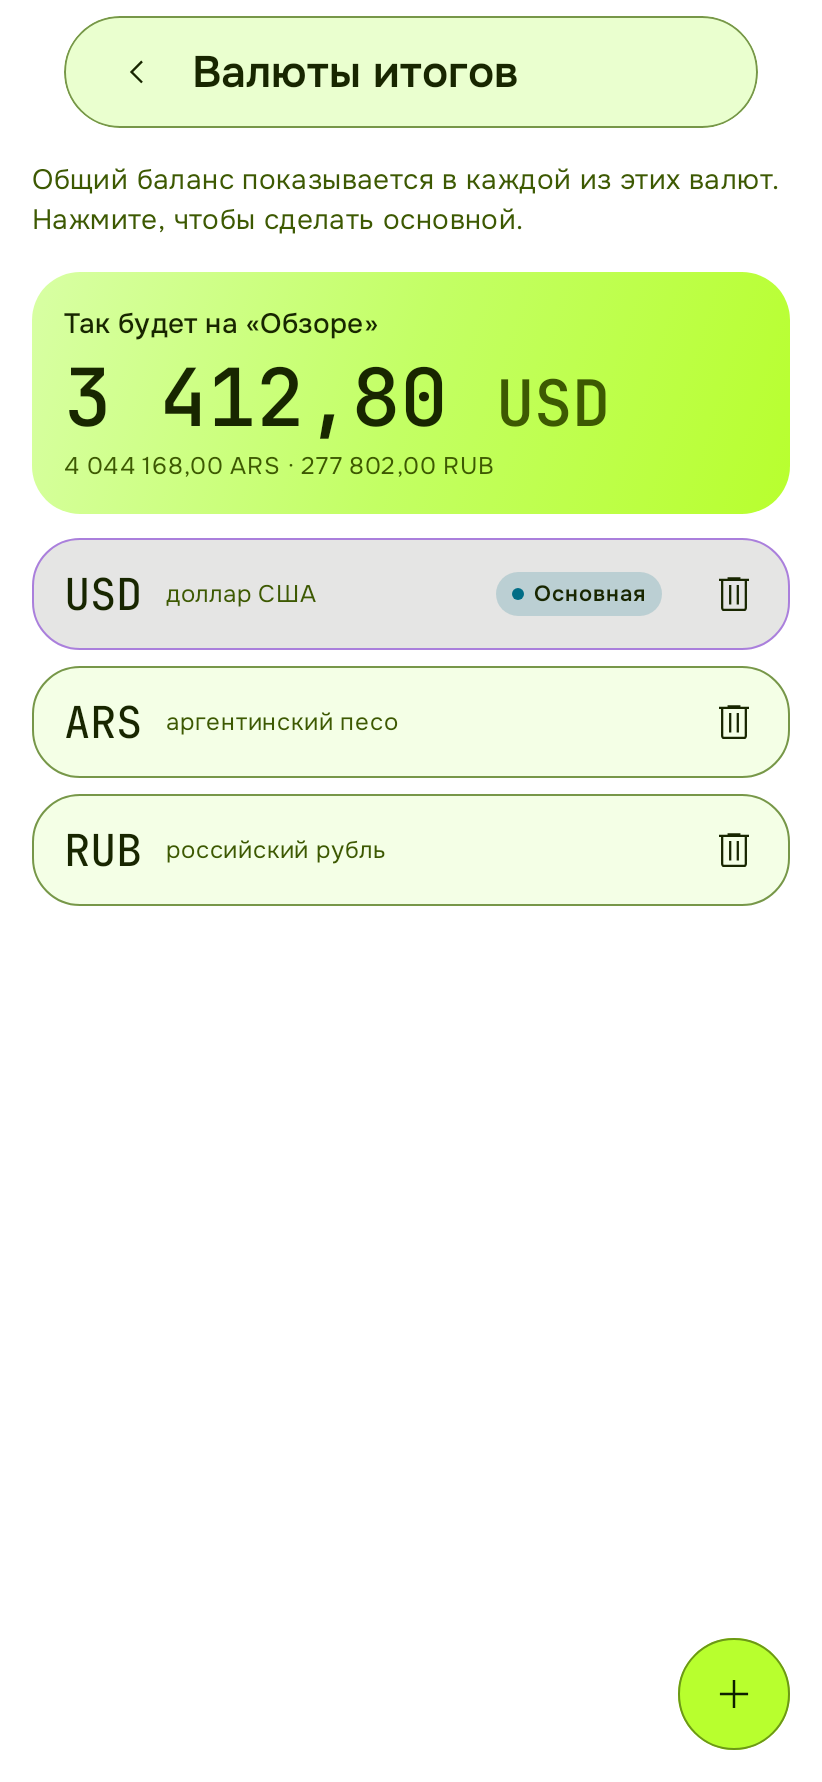 Валюты итогов
Общий баланс показывается в каждой из этих валют.
Нажмите, чтобы сделать основной.
Так будет на «Обзоре»
3 412,80 USD
4 044 168,00 ARS · 277 802,00 RUB
USD доллар США Основная
ARS аргентинский песо
RUB российский рубль